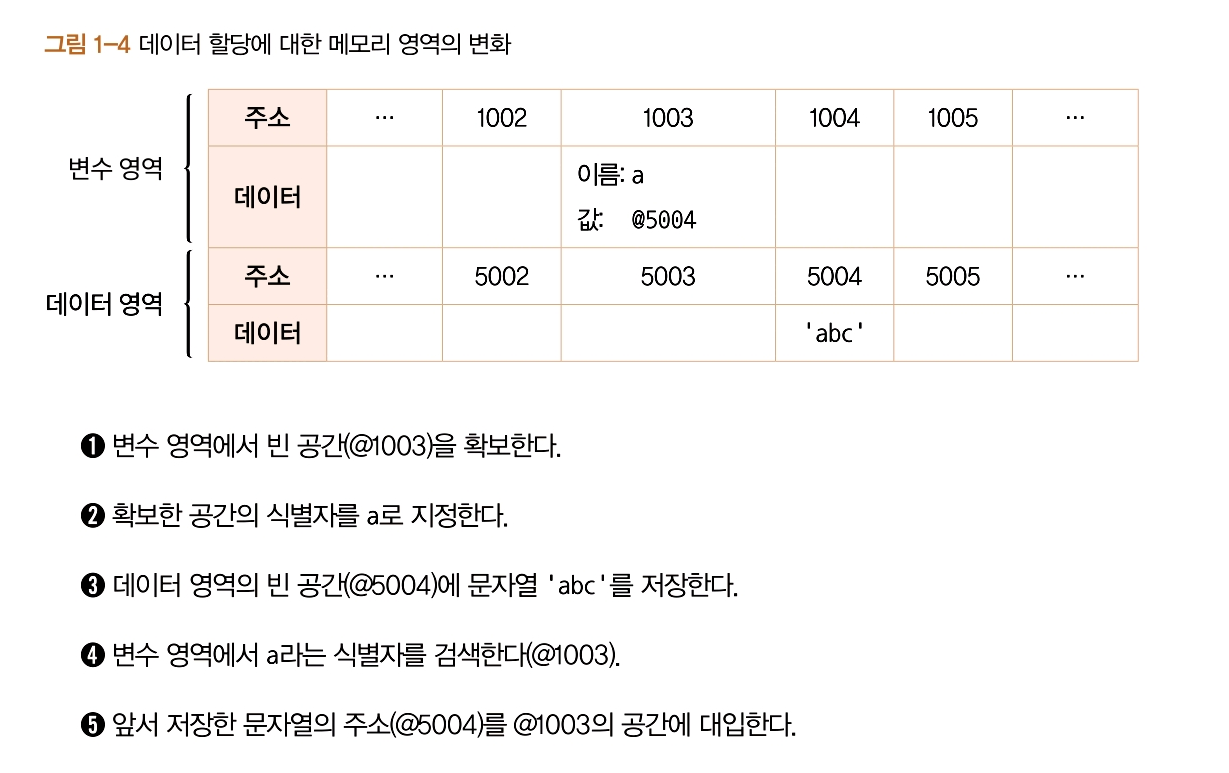 그림 1-4 데이터 할당에 대한 메모리 영역의 변화
변수 영역
주소 … 1002 1003 1004 1005 …
데이터 이름: a
값: @5004
데이터 영역
주소 … 5002 5003 5004 5005 …
데이터 'abc'
❶ 변수 영역에서 빈 공간(@1003)을 확보한다.
❷ 확보한 공간의 식별자를 a로 지정한다.
❸ 데이터 영역의 빈 공간(@5004)에 문자열 'abc'를 저장한다.
❹ 변수 영역에서 a라는 식별자를 검색한다(@1003).
❺ 앞서 저장한 문자열의 주소(@5004)를 @1003의 공간에 대입한다.